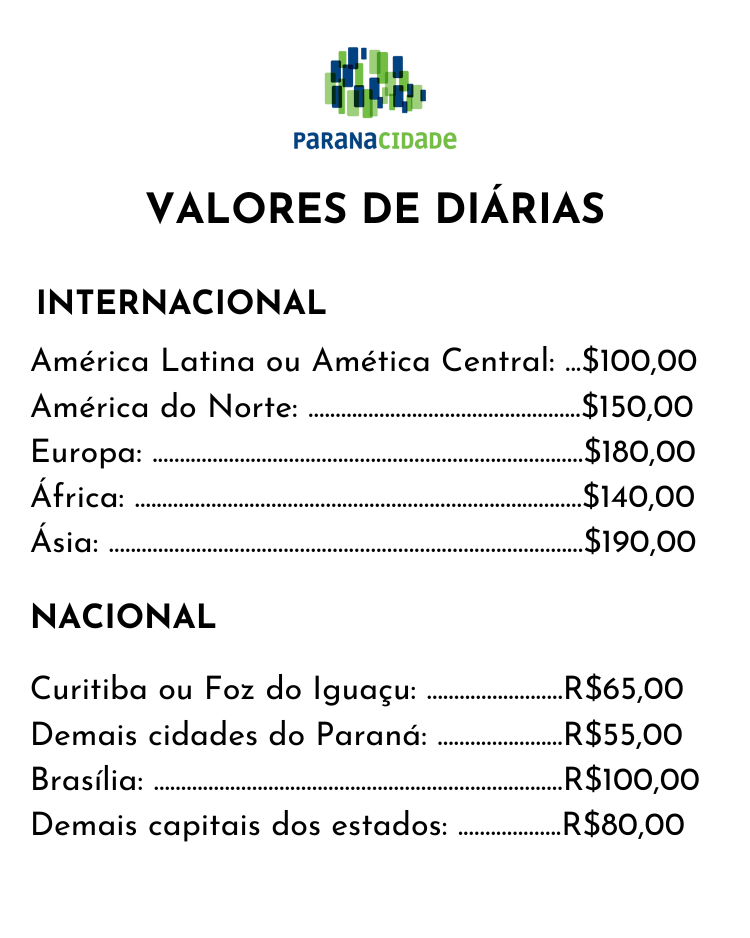 PARANACIDADE
VALORES DE DIÁRIAS
INTERNACIONAL
América Latina ou Amética Central: ...$100,00
América do Norte: ..................................................$150,00
Europa: ................................................................................$180,00
África: ...................................................................................$140,00
Ásia: ........................................................................................$190,00
NACIONAL
Curitiba ou Foz do Iguaçu: .........................R$65,00
Demais cidades do Paraná: .......................R$55,00
Brasília: ............................................................................R$100,00
Demais capitais dos estados: ...................R$80,00